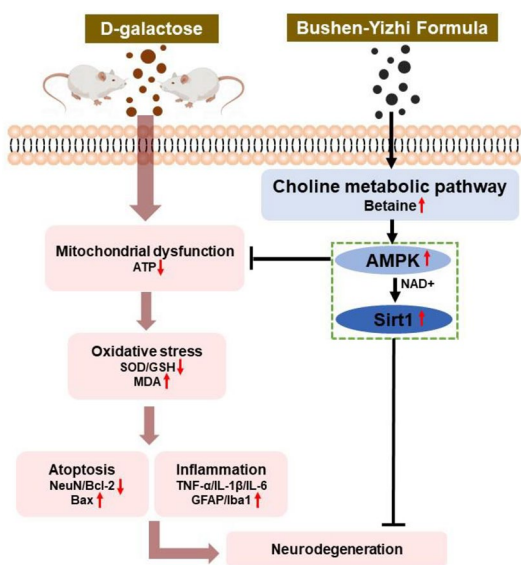 D-galactose
Bushen-Yizhi Formula
Choline metabolic pathway
Betaine
Mitochondrial dysfunction
ATP
AMPK
NAD+
Sirt1
Oxidative stress
SOD/GSH
MDA
Atoptosis
NeuN/Bcl-2
Bax
Inflammation
TNF-α/IL-1β/IL-6
GFAP/Iba1
Neurodegeneration